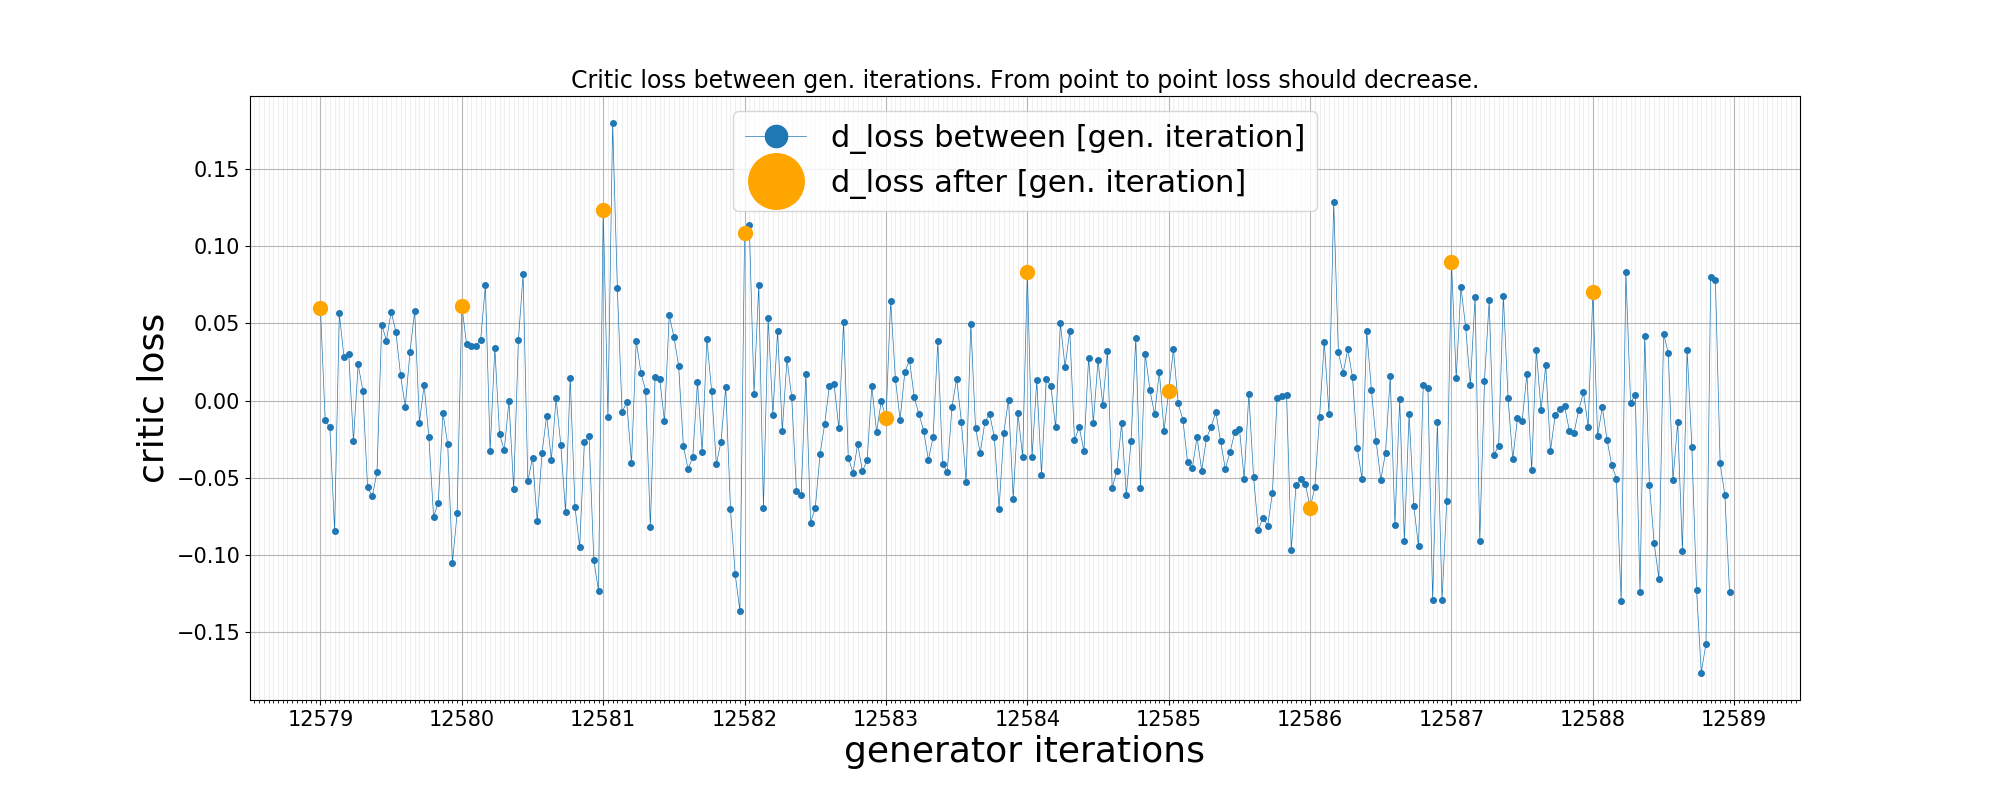 Critic loss between gen. iterations. From point to point loss should decrease.
d_loss between [gen. iteration]
d_loss after [gen. iteration]
critic loss
0.15
0.10
0.05
0.00
−0.05
−0.10
−0.15
12579 12580 12581 12582 12583 12584 12585 12586 12587 12588 12589
generator iterations